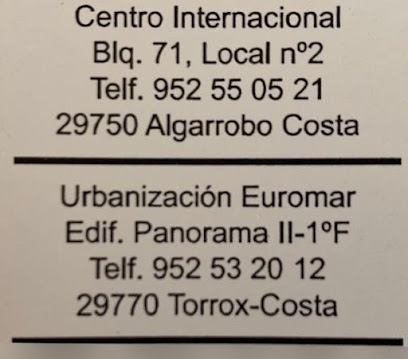 Centro Internacional
Blq. 71, Local nº2
Telf. 952 55 05 21
29750 Algarrobo Costa
Urbanización Euromar
Edif. Panorama II-1ºF
Telf. 952 53 20 12
29770 Torrox-Costa